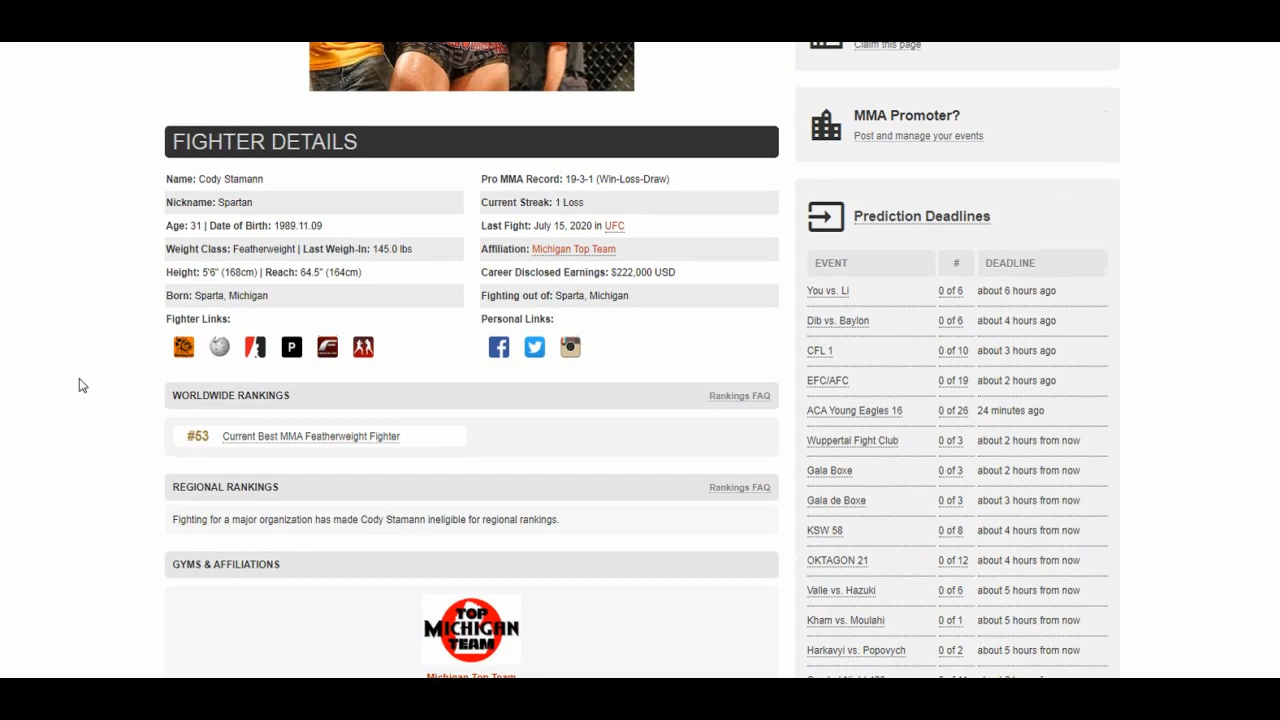 FIGHTER DETAILS
Name: Cody Stamann
Pro MMA Record: 19-3-1 (Win-Loss-Draw)
Nickname: Spartan
Current Streak: 1 Loss
Age: 31 | Date of Birth: 1989.11.09
Last Fight: July 15, 2020 in UFC
Weight Class: Featherweight | Last Weigh-In: 145.0 lbs
Affiliation: Michigan Top Team
Height: 5'6" (168cm) | Reach: 64.5" (164cm)
Career Disclosed Earnings: $222,000 USD
Born: Sparta, Michigan
Fighting out of: Sparta, Michigan
Fighter Links:
Personal Links:
P
WORLDWIDE RANKINGS
Rankings FAQ
#53 Current Best MMA Featherweight Fighter
REGIONAL RANKINGS
Rankings FAQ
Fighting for a major organization has made Cody Stamann ineligible for regional rankings.
GYMS & AFFILIATIONS
TOP
MICHIGAN
TEAM
Michigan Top Team
Claim this page
MMA Promoter?
Post and manage your events
Prediction Deadlines
EVENT # DEADLINE
You vs. Li 0 of 6 about 6 hours ago
Dib vs. Baylon 0 of 6 about 4 hours ago
CFL 1 0 of 10 about 3 hours ago
EFC/AFC 0 of 19 about 2 hours ago
ACA Young Eagles 16 0 of 26 24 minutes ago
Wuppertal Fight Club 0 of 3 about 2 hours from now
Gala Boxe 0 of 3 about 2 hours from now
Gala de Boxe 0 of 3 about 3 hours from now
KSW 58 0 of 8 about 4 hours from now
OKTAGON 21 0 of 12 about 4 hours from now
Valle vs. Hazuki 0 of 6 about 5 hours from now
Kham vs. Moulahi 0 of 1 about 5 hours from now
Harkavyi vs. Popovych 0 of 2 about 5 hours from now